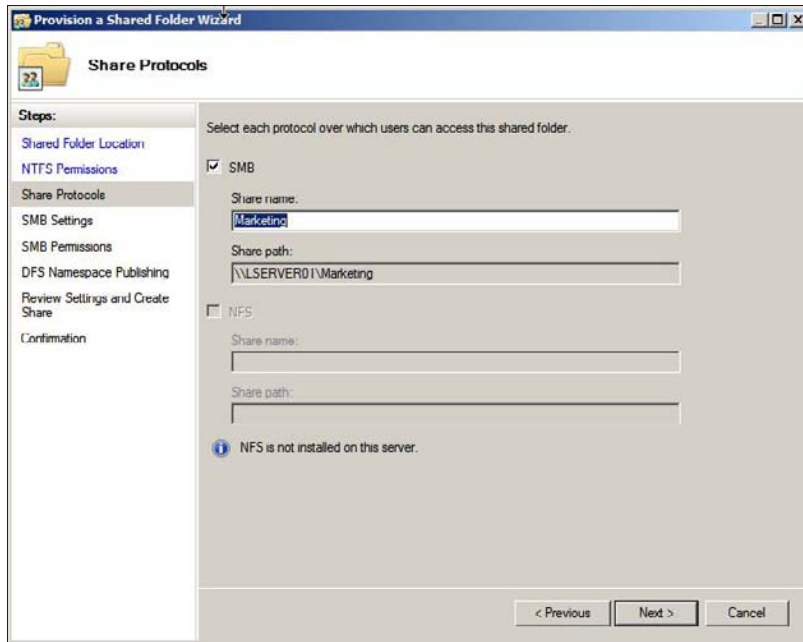 Provision a Shared Folder Wizard
Share Protocols
Steps:
Shared Folder Location
NTFS Permissions
Share Protocols
SMB Settings
SMB Permissions
DFS Namespace Publishing
Review Settings and Create
Share
Confirmation
Select each protocol over which users can access this shared folder.
SMB
Share name:
Marketing
Share path:
\\LSERVER01\Marketing
NFS
Share name:
Share path:
NFS is not installed on this server.
< Previous
Next >
Cancel